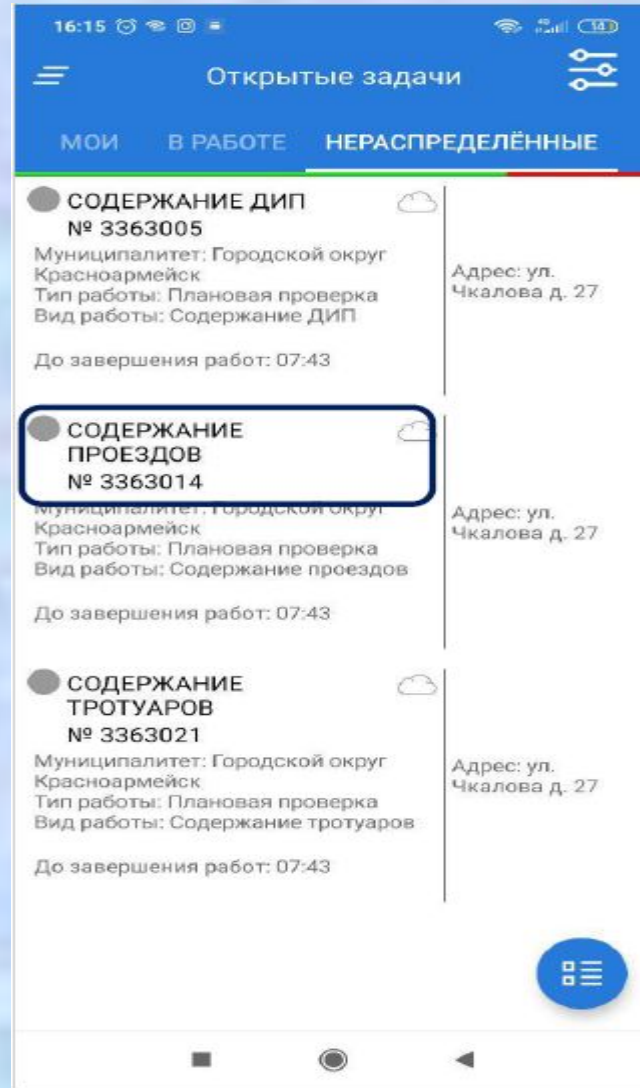 16:15
14
Открытые задачи
МОИ В РАБОТЕ НЕРАСПРЕДЕЛЁННЫЕ
СОДЕРЖАНИЕ ДИП
№ 3363005
Муниципалитет: Городской округ
Красноармейск
Тип работы: Плановая проверка
Вид работы: Содержание ДИП
До завершения работ: 07:43
Адрес: ул.
Чкалова д. 27
СОДЕРЖАНИЕ
ПРОЕЗДОВ
№ 3363014
Муниципалитет: Городской округ
Красноармейск
Тип работы: Плановая проверка
Вид работы: Содержание проездов
До завершения работ: 07:43
Адрес: ул.
Чкалова д. 27
СОДЕРЖАНИЕ
ТРОТУАРОВ
№ 3363021
Муниципалитет: Городской округ
Красноармейск
Тип работы: Плановая проверка
Вид работы: Содержание тротуаров
До завершения работ: 07:43
Адрес: ул.
Чкалова д. 27